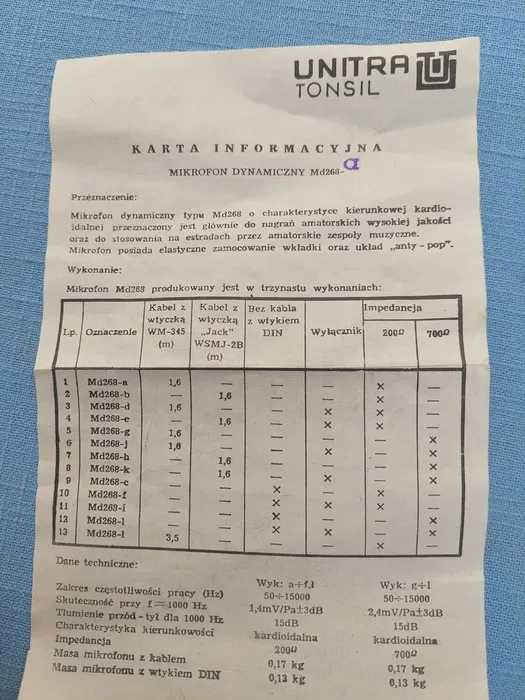 UNITRA
TONSIL
KARTA INFORMACYJNA
MIKROFON DYNAMICZNY Md268-a
Przeznaczenie:
Mikrofon dynamiczny typu Md268 o charakterystyce kierunkowej kardio-
idalnej przeznaczony jest głównie do nagrań amatorskich wysokiej jakości
oraz do stosowania na estradach przez amatorskie zespoły muzyczne.
Mikrofon posiada elastyczne zamocowanie wkładki oraz układ „anty-pop”.
Wykonanie:
Mikrofon Md268 produkowany jest w trzynastu wykonaniach:
Lp.
Oznaczenie
Kabel z
wtyczką
WM-345
(m)
Kabel z
wtyczką
„Jack”
WSMJ-2B
(m)
Bez kabla
z wtykiem
DIN
Wyłącznik
Impedancja
200Ω
700Ω
1 Md268-a 1,6 — — — × —
2 Md268-b — 1,6 — — × —
3 Md268-d 1,6 — — × × —
4 Md268-e — 1,6 — × × —
5 Md268-g 1,6 — — — — ×
6 Md268-j 1,6 — — × — ×
7 Md268-h — 1,6 — — — ×
8 Md268-k — 1,6 — × — ×
9 Md268-c — — × — × —
10 Md268-f — — × × × —
11 Md268-i — — × — — ×
12 Md268-l — — × × — ×
13 Md268-l 3,5 — — — × —
Dane techniczne:
Wyk: a÷f,l Wyk: g÷l
Zakres częstotliwości pracy (Hz) 50÷15000 50÷15000
Skuteczność przy f=1000 Hz 1,4mV/Pa±3dB 2,4mV/Pa±3dB
Tłumienie przód-tył dla 1000 Hz 15dB 15dB
Charakterystyka kierunkowości kardioidalna kardioidalna
Impedancja 200Ω 700Ω
Masa mikrofonu z kablem 0,17 kg 0,17 kg
Masa mikrofonu z wtykiem DIN 0,13 kg 0,13 kg